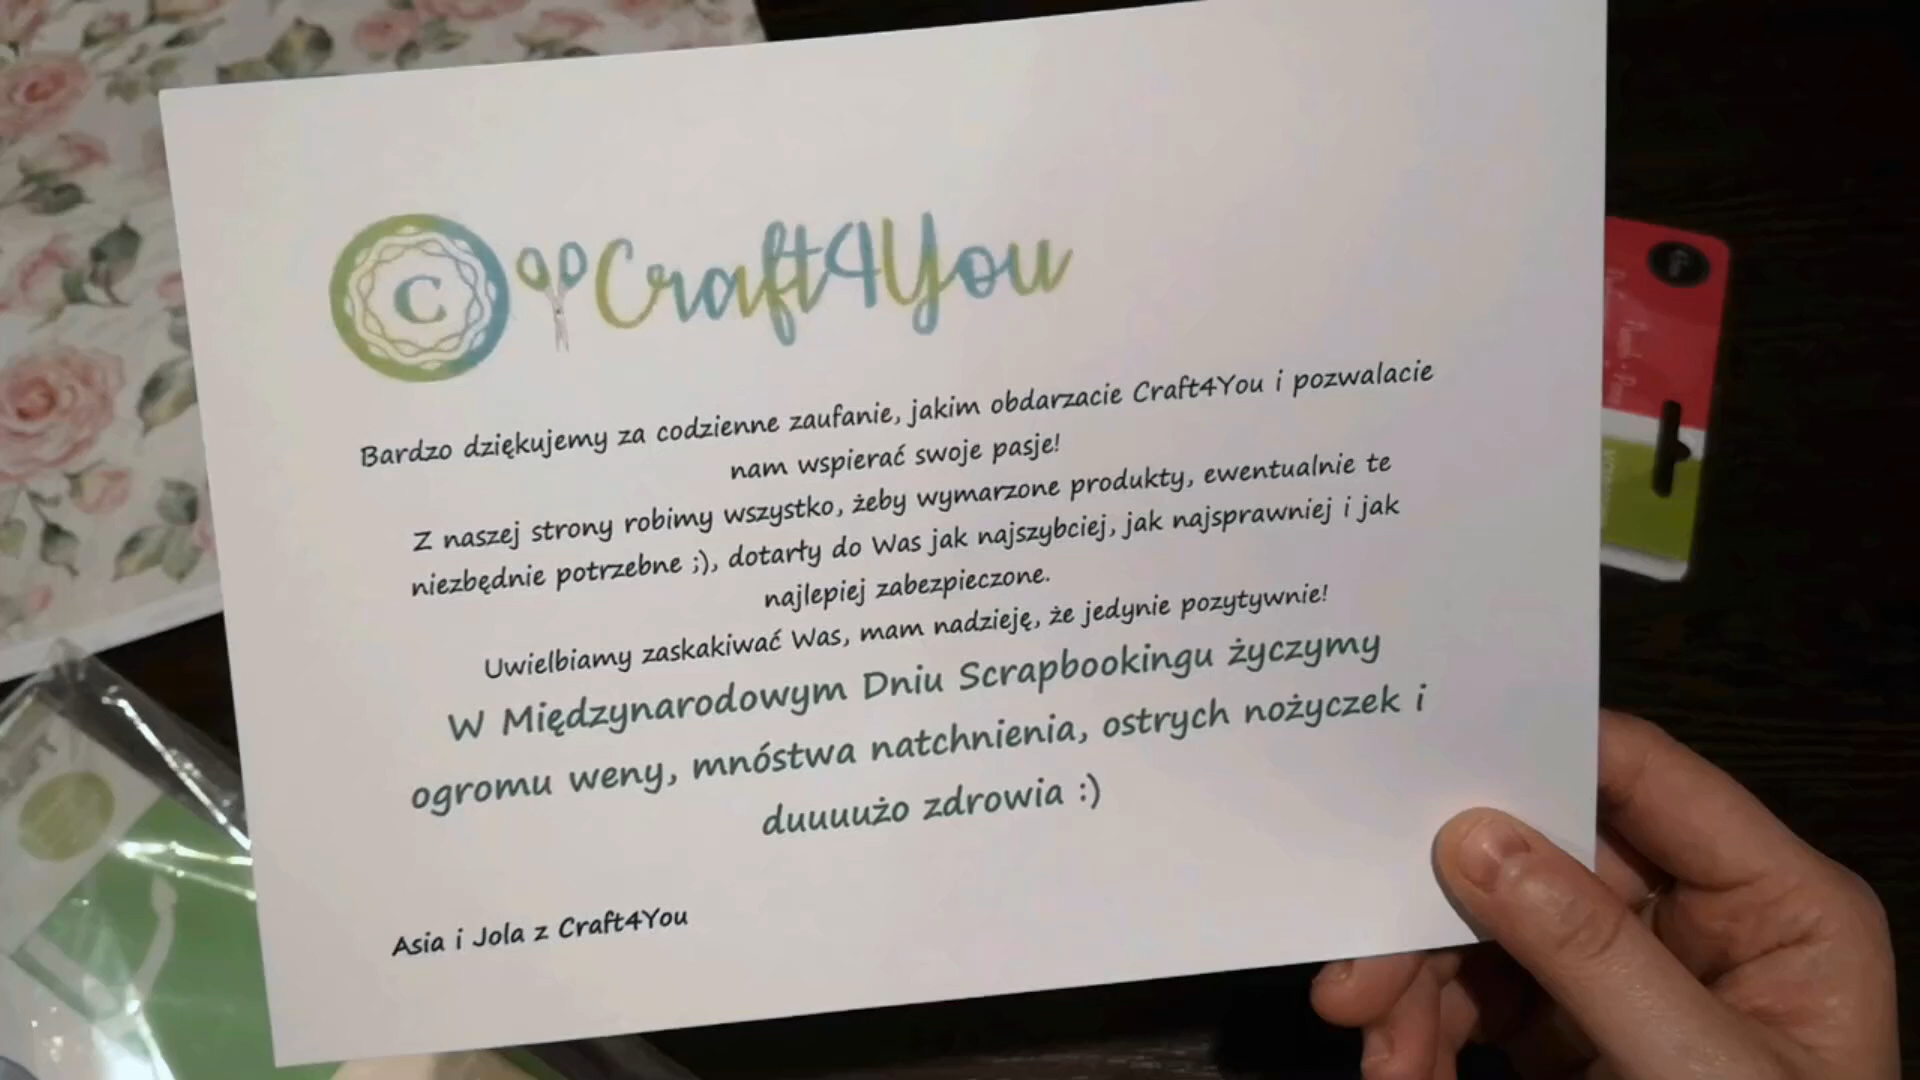 C Craft4You
Bardzo dziękujemy za codzienne zaufanie, jakim obdarzacie Craft4You i pozwalacie
nam wspierać swoje pasje!
Z naszej strony robimy wszystko, żeby wymarzone produkty, ewentualnie te
niezbędnie potrzebne ;), dotarły do Was jak najszybciej, jak najsprawniej i jak
najlepiej zabezpieczone.
Uwielbiamy zaskakiwać Was, mam nadzieję, że jedynie pozytywnie!
W Międzynarodowym Dniu Scrapbookingu życzymy
ogromu weny, mnóstwa natchnienia, ostrych nożyczek i
duuuużo zdrowia :)
Asia i Jola z Craft4You